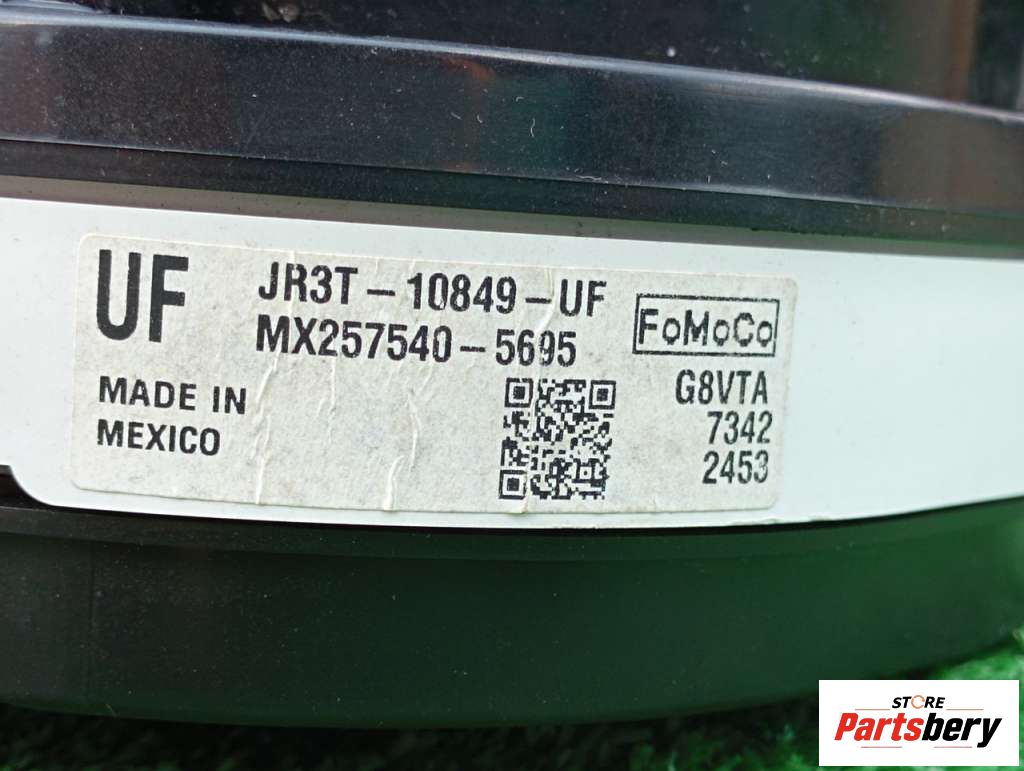 UF
JR3T-10849-UF
MX257540-5695
FoMoCo
MADE IN
MEXICO
G8VTA
7342
2453
STORE
Partsbery